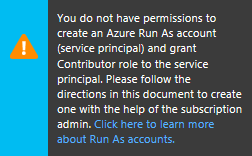 You do not have permissions to
create an Azure Run As account
(service principal) and grant
Contributor role to the service
principal. Please follow the
directions in this document to create
one with the help of the subscription
admin. Click here to learn more
about Run As accounts.